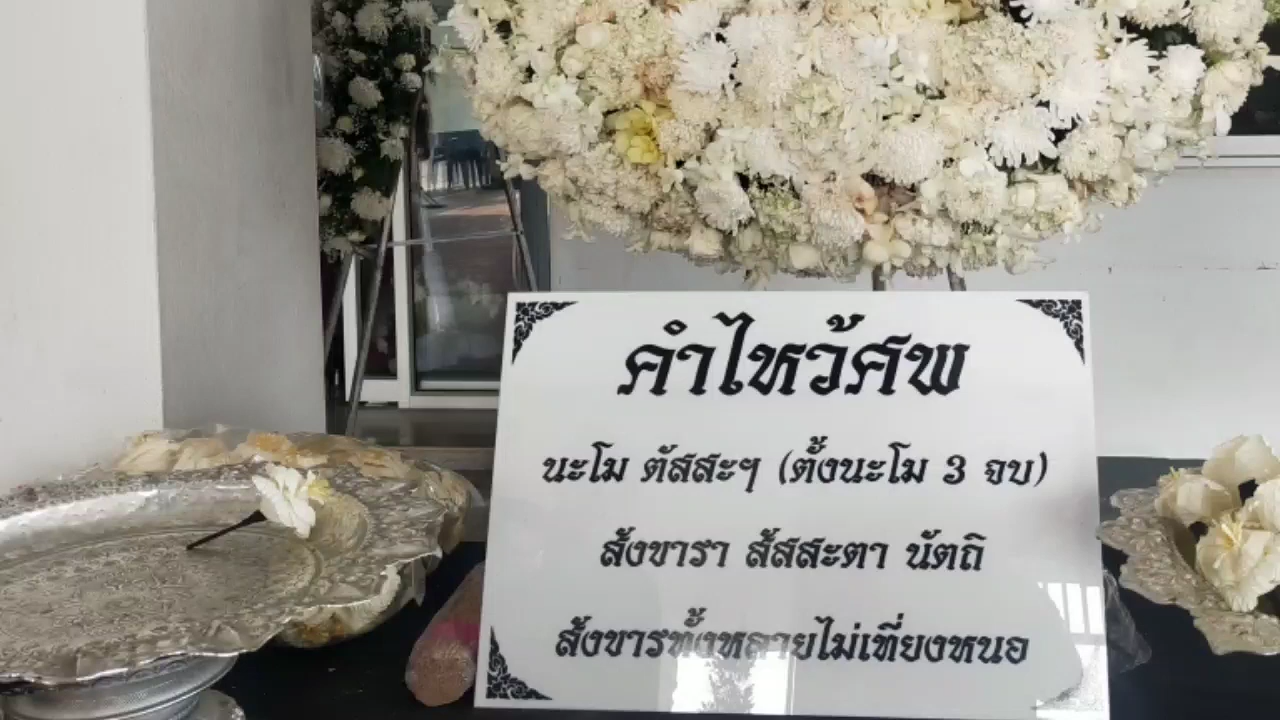 คำไหว้ศพ
นะโม ตัสสะฯ (ตั้งนะโม 3 จบ)
สังขารา สัสสะตา นัตถิ
สังขารทั้งหลายไม่เที่ยงหนอ